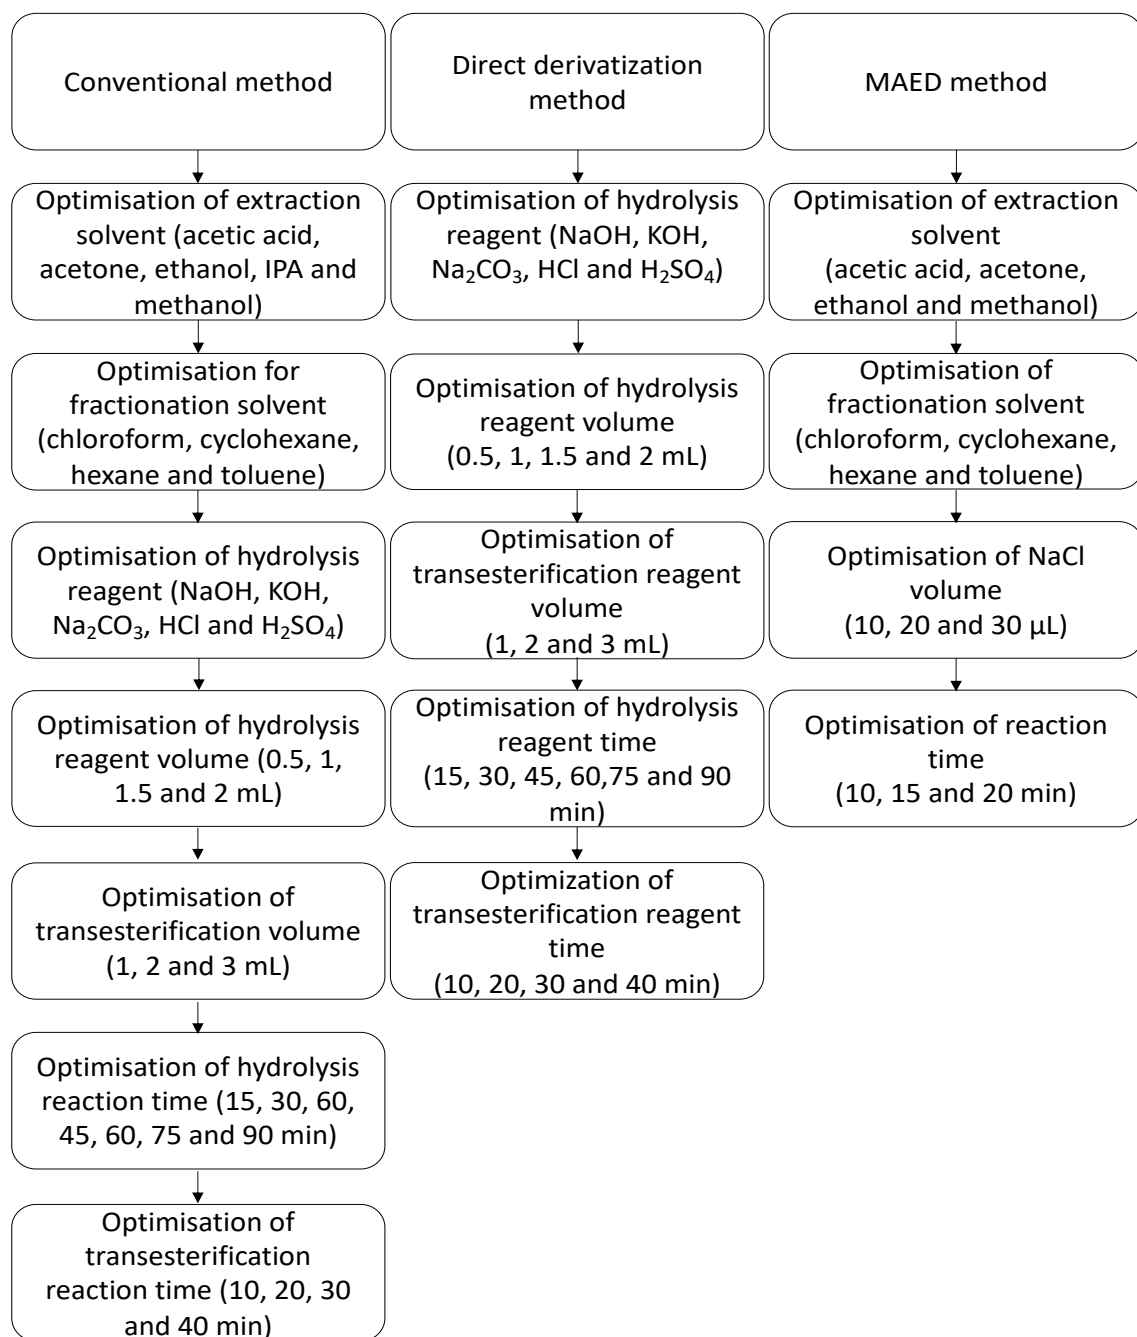 Conventional method
Optimisation of extraction
solvent (acetic acid,
acetone, ethanol, IPA and
methanol)
Optimisation for
fractionation solvent
(chloroform, cyclohexane,
hexane and toluene)
Optimisation of hydrolysis
reagent (NaOH, KOH,
Na₂CO₃, HCl and H₂SO₄)
Optimisation of hydrolysis
reagent volume (0.5, 1,
1.5 and 2 mL)
Optimisation of
transesterification volume
(1, 2 and 3 mL)
Optimisation of hydrolysis
reaction time (15, 30, 60,
45, 60, 75 and 90 min)
Optimisation of
transesterification
reaction time (10, 20, 30
and 40 min)
Direct derivatization
method
Optimisation of hydrolysis
reagent (NaOH, KOH,
Na₂CO₃, HCl and H₂SO₄)
Optimisation of hydrolysis
reagent volume
(0.5, 1, 1.5 and 2 mL)
Optimisation of
transesterification reagent
volume
(1, 2 and 3 mL)
Optimisation of hydrolysis
reagent time
(15, 30, 45, 60,75 and 90
min)
Optimization of
transesterification reagent
time
(10, 20, 30 and 40 min)
MAED method
Optimisation of extraction
solvent
(acetic acid, acetone,
ethanol and methanol)
Optimisation of
fractionation solvent
(chloroform, cyclohexane,
hexane and toluene)
Optimisation of NaCl
volume
(10, 20 and 30 µL)
Optimisation of reaction
time
(10, 15 and 20 min)